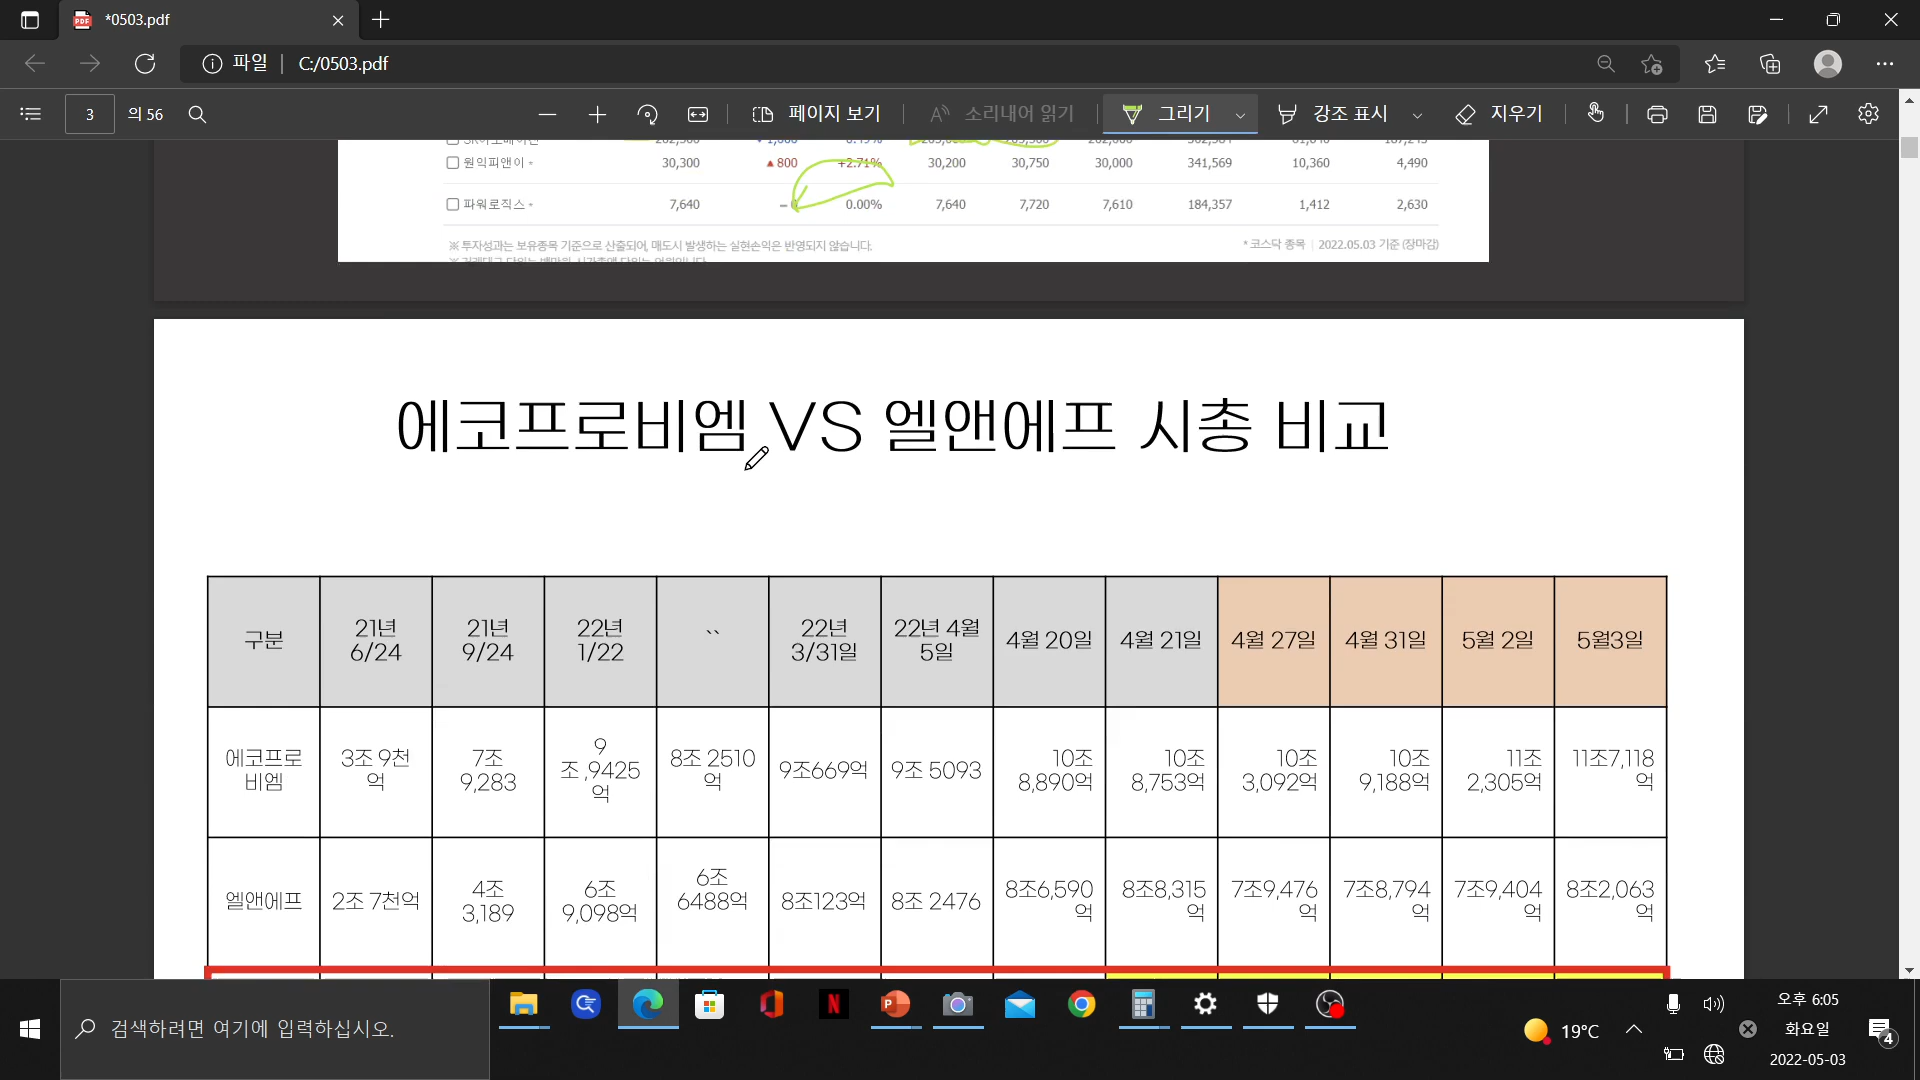 *0503.pdf
파일 | C:/0503.pdf
3 의 56 페이지 보기 소리내어 읽기 그리기 강조 표시 지우기
원익피앤이 30,300 ▲800 +2.71% 30,200 30,750 30,000 341,569 10,360 4,490
파워로직스 7,640 0.00% 7,640 7,720 7,610 184,357 1,412 2,630
※ 투자성과는 보유종목 기준으로 산출되어, 매도시 발생하는 실현손익은 반영되지 않습니다.
* 코스닥 종목 | 2022.05.03 기준 (장마감)
에코프로비엠 VS 엘앤에프 시총 비교
구분
21년
6/24
21년
9/24
22년
1/22
``
22년
3/31일
22년 4월
5일
4월 20일
4월 21일
4월 27일
4월 31일
5월 2일
5월3일
에코프로
비엠
3조 9천
억
7조
9,283
9
조 ,9425
억
8조 2510
억
9조669억
9조 5093
10조
8,890억
10조
8,753억
10조
3,092억
10조
9,188억
11조
2,305억
11조7,118
억
엘앤에프
2조 7천억
4조
3,189
6조
9,098억
6조
6488억
8조123억
8조 2476
8조6,590
억
8조8,315
억
7조9,476
억
7조8,794
억
7조9,404
억
8조2,063
억
검색하려면 여기에 입력하십시오.
19°C
오후 6:05
화요일
2022-05-03
4